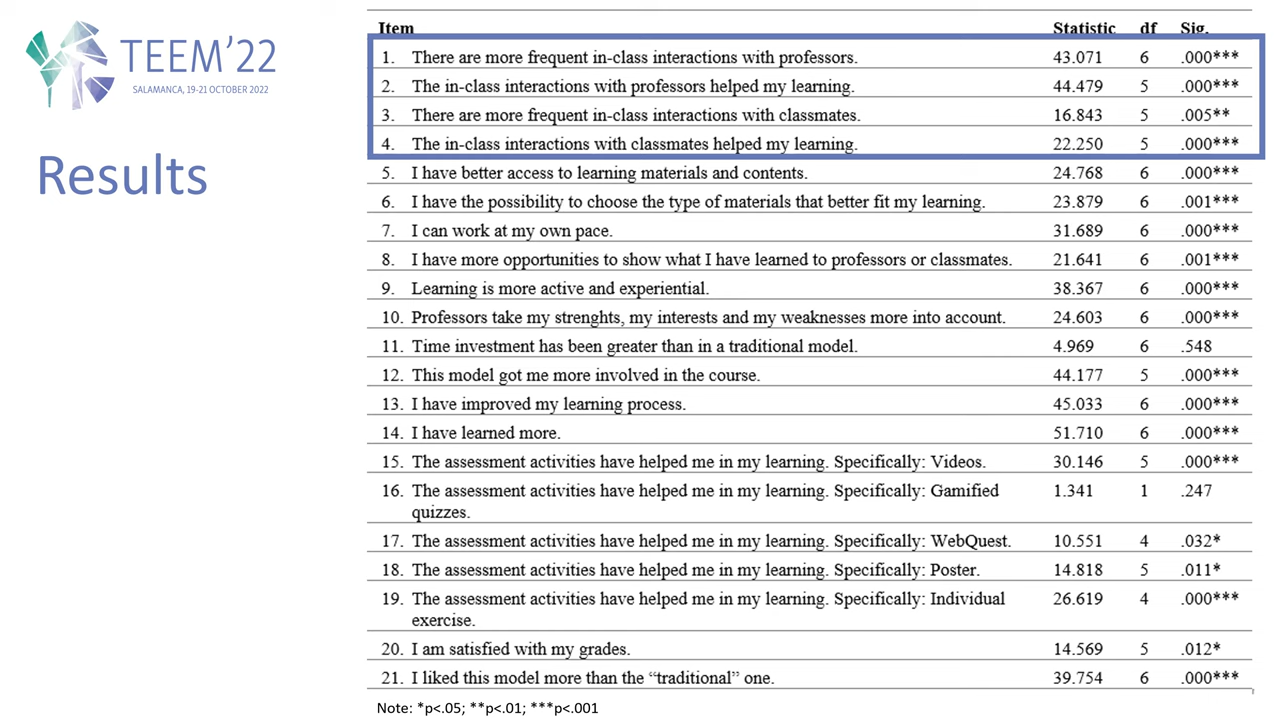 TEEM’22
SALAMANCA, 19-21 OCTOBER 2022
Results
Item Statistic df Sig.
1. There are more frequent in-class interactions with professors. 43.071 6 .000***
2. The in-class interactions with professors helped my learning. 44.479 5 .000***
3. There are more frequent in-class interactions with classmates. 16.843 5 .005**
4. The in-class interactions with classmates helped my learning. 22.250 5 .000***
5. I have better access to learning materials and contents. 24.768 6 .000***
6. I have the possibility to choose the type of materials that better fit my learning. 23.879 6 .001***
7. I can work at my own pace. 31.689 6 .000***
8. I have more opportunities to show what I have learned to professors or classmates. 21.641 6 .001***
9. Learning is more active and experiential. 38.367 6 .000***
10. Professors take my strenghts, my interests and my weaknesses more into account. 24.603 6 .000***
11. Time investment has been greater than in a traditional model. 4.969 6 .548
12. This model got me more involved in the course. 44.177 5 .000***
13. I have improved my learning process. 45.033 6 .000***
14. I have learned more. 51.710 6 .000***
15. The assessment activities have helped me in my learning. Specifically: Videos. 30.146 5 .000***
16. The assessment activities have helped me in my learning. Specifically: Gamified 1.341 1 .247
quizzes.
17. The assessment activities have helped me in my learning. Specifically: WebQuest. 10.551 4 .032*
18. The assessment activities have helped me in my learning. Specifically: Poster. 14.818 5 .011*
19. The assessment activities have helped me in my learning. Specifically: Individual 26.619 4 .000***
exercise.
20. I am satisfied with my grades. 14.569 5 .012*
21. I liked this model more than the “traditional” one. 39.754 6 .000***
Note: *p<.05; **p<.01; ***p<.001